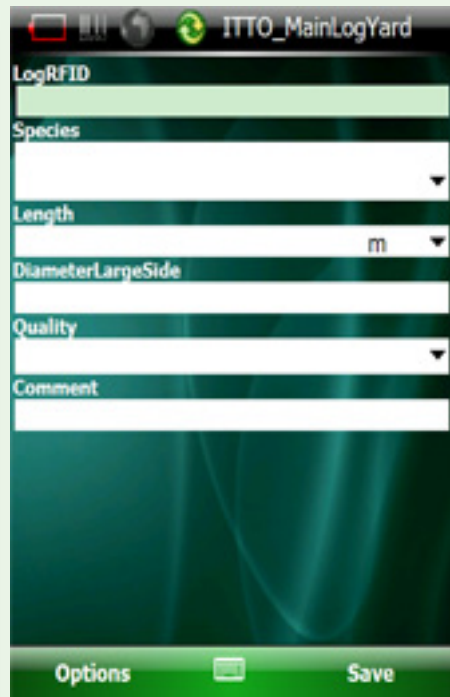 ITTO_MainLogYard
LogRFID
Species
Length
m
DiameterLargeSide
Quality
Comment
Options Save